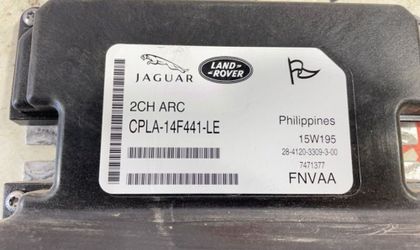 JAGUAR
LAND-
ROVER
2CH ARC
CPLA-14F441-LE
Philippines
15W195
28-4120-3309-3-00
7471377
FNVAA